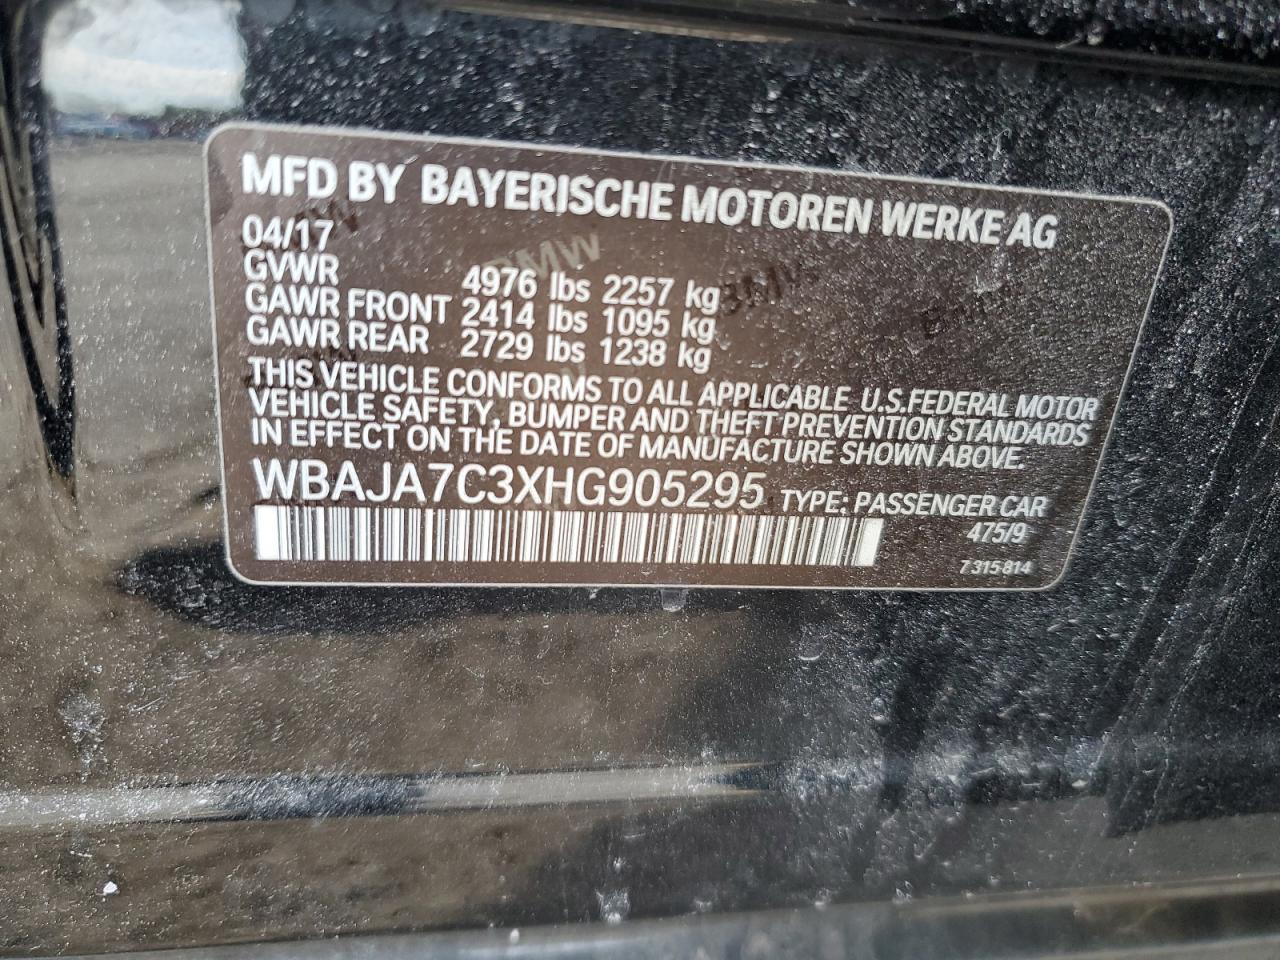 MFD BY BAYERISCHE MOTOREN WERKE AG
04/17
GVWR 4976 lbs 2257 kg
GAWR FRONT 2414 lbs 1095 kg
GAWR REAR 2729 lbs 1238 kg
THIS VEHICLE CONFORMS TO ALL APPLICABLE U.S.FEDERAL MOTOR
VEHICLE SAFETY, BUMPER AND THEFT PREVENTION STANDARDS
IN EFFECT ON THE DATE OF MANUFACTURE SHOWN ABOVE.
WBAJA7C3XHG905295 TYPE: PASSENGER CAR
475/9
7 315 814
BMW
BMW